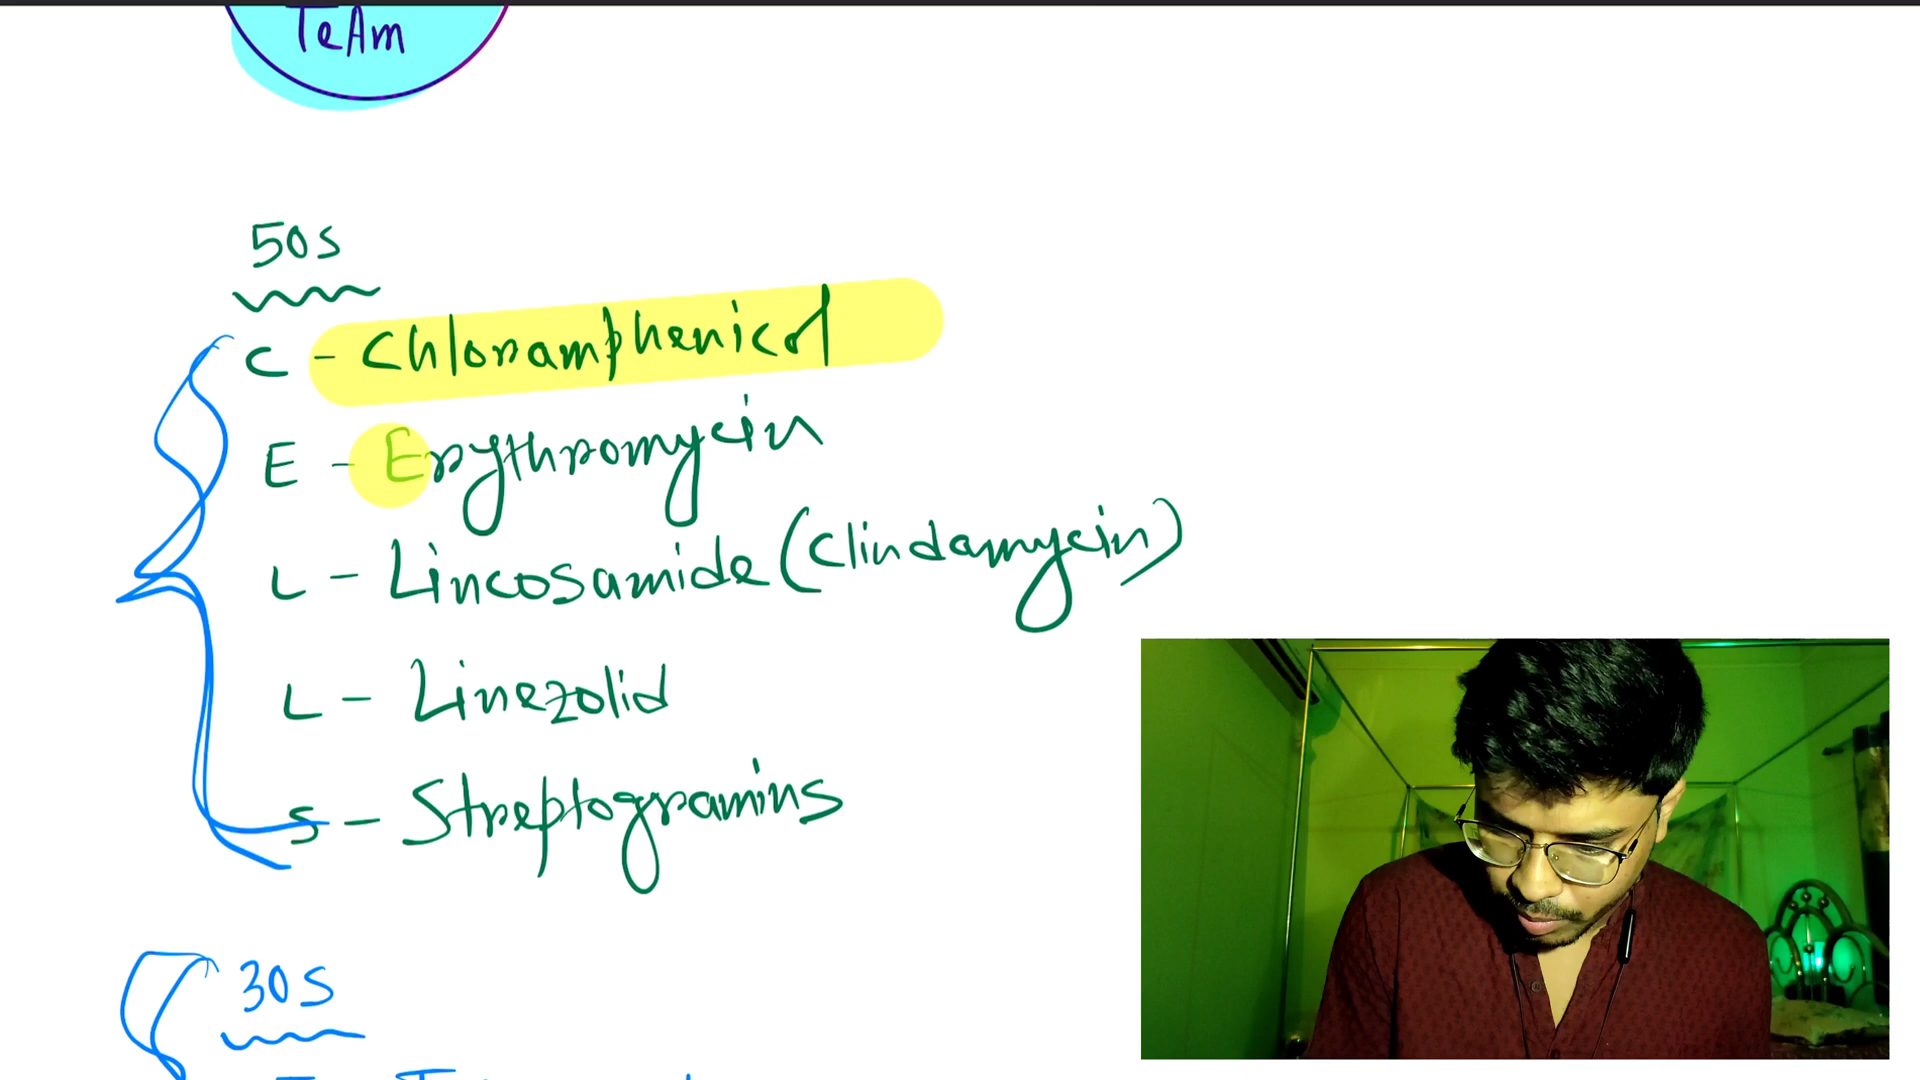 TeAm
50s
C - Chloramphenicol
E - Erythromycin
L - Lincosamide (Clindamycin)
L - Linezolid
S - Streptogramins
30s